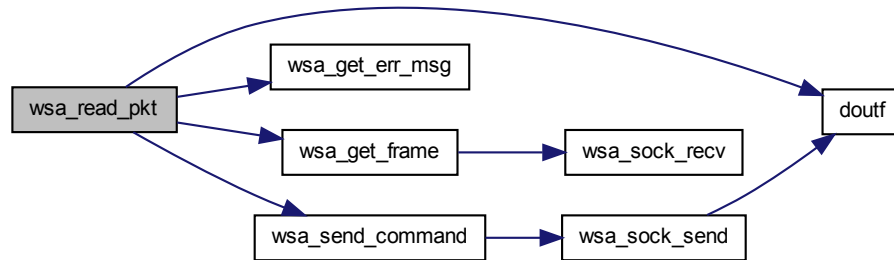 wsa_read_pkt
wsa_get_err_msg
wsa_get_frame
wsa_send_command
wsa_sock_recv
wsa_sock_send
doutf